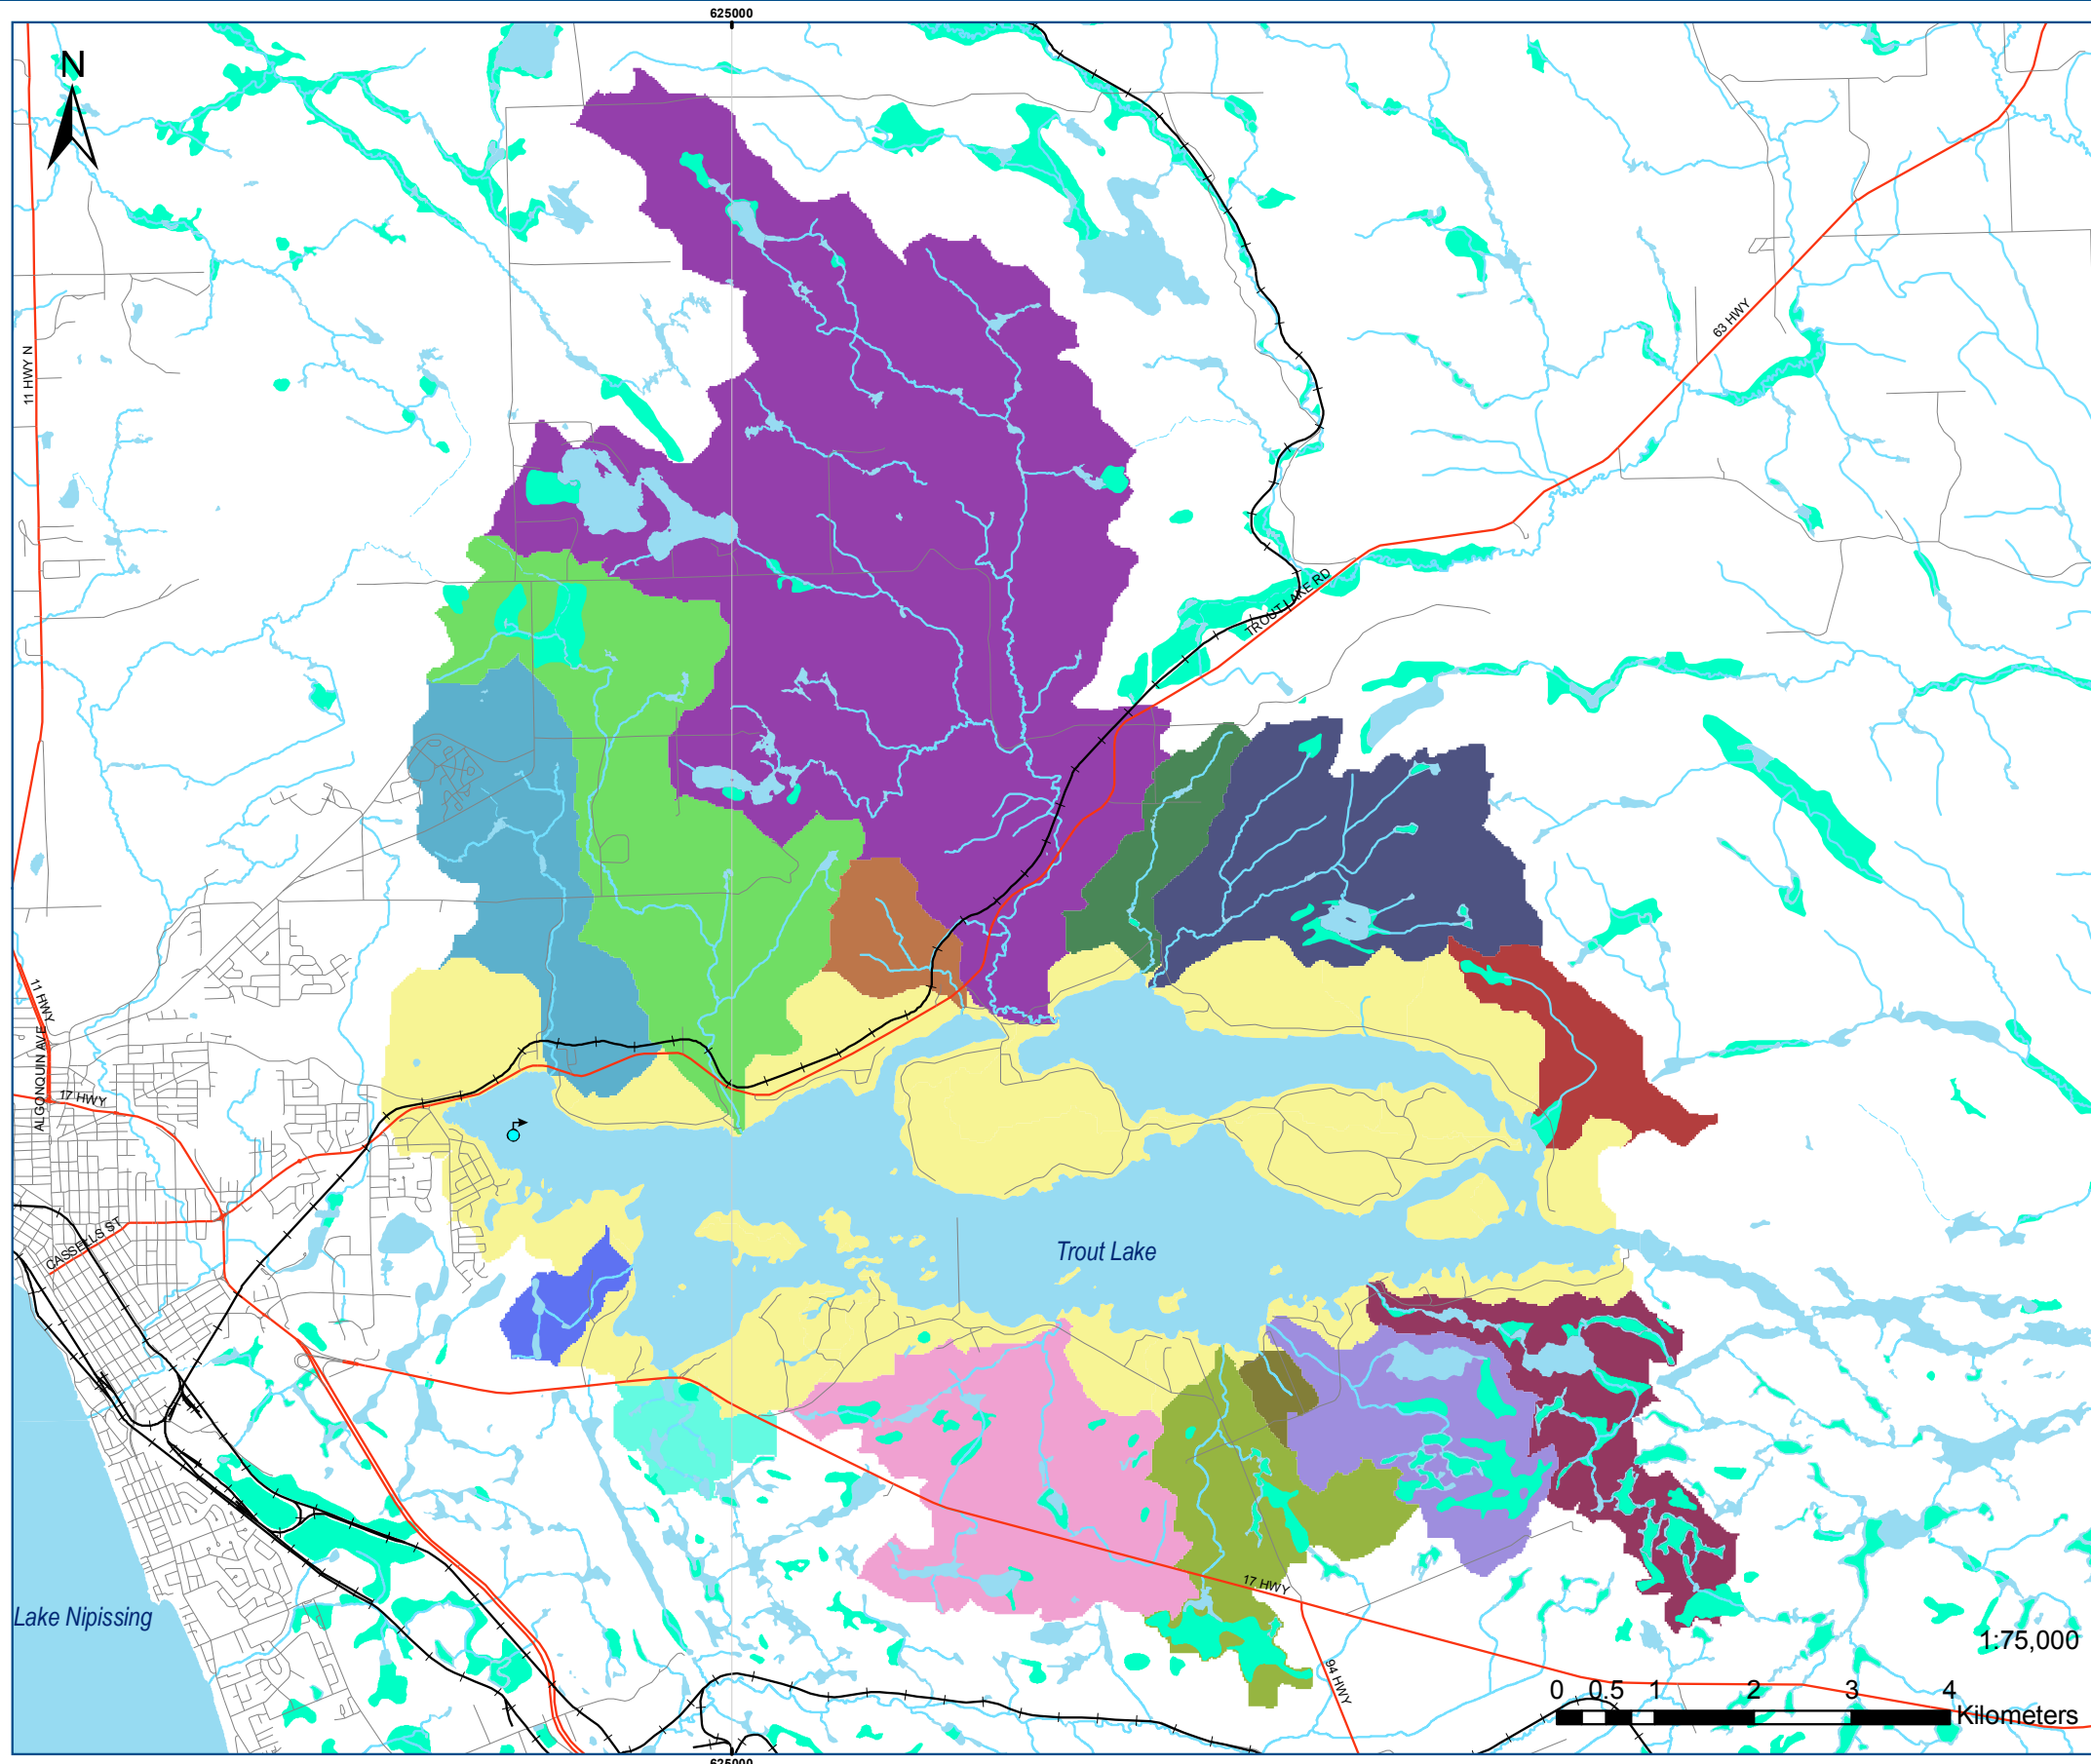 625000
N
11 HWY N
63 HWY
TROUT LAKE RD
11 HWY
ALGONQUIN AVE
17 HWY
CASSELLS ST
Trout Lake
Lake Nipissing
17 HWY
94 HWY
1:75,000
0 0.5 1 2 3 4
Kilometers
625000